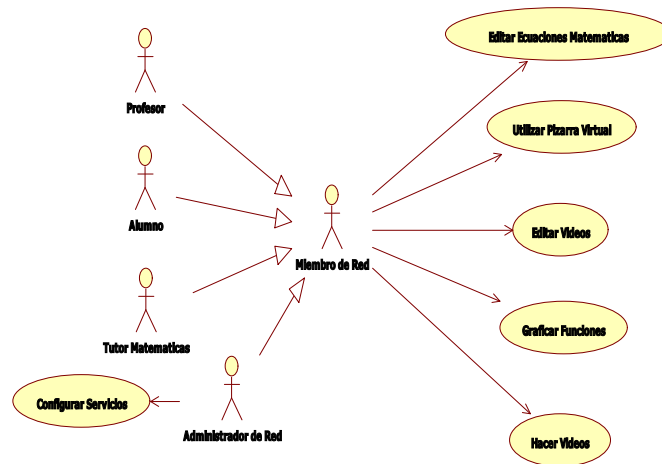 Editar Ecuaciones Matematicas
Profesor
Utilizar Pizarra Virtual
Alumno
Editar Videos
Miembro de Red
Tutor Matematicas
Graficar Funciones
Configurar Servicios
Administrador de Red
Hacer Videos